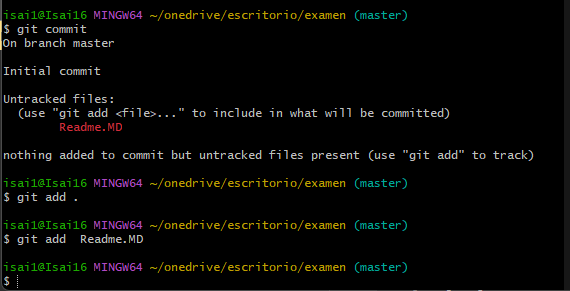 isai1@Isai16 MINGW64 ~/onedrive/escritorio/examen (master)
$ git commit
On branch master
Initial commit
Untracked files:
(use "git add <file>..." to include in what will be committed)
Readme.MD
nothing added to commit but untracked files present (use "git add" to track)
isai1@Isai16 MINGW64 ~/onedrive/escritorio/examen (master)
$ git add .
isai1@Isai16 MINGW64 ~/onedrive/escritorio/examen (master)
$ git add  Readme.MD
isai1@Isai16 MINGW64 ~/onedrive/escritorio/examen (master)
$